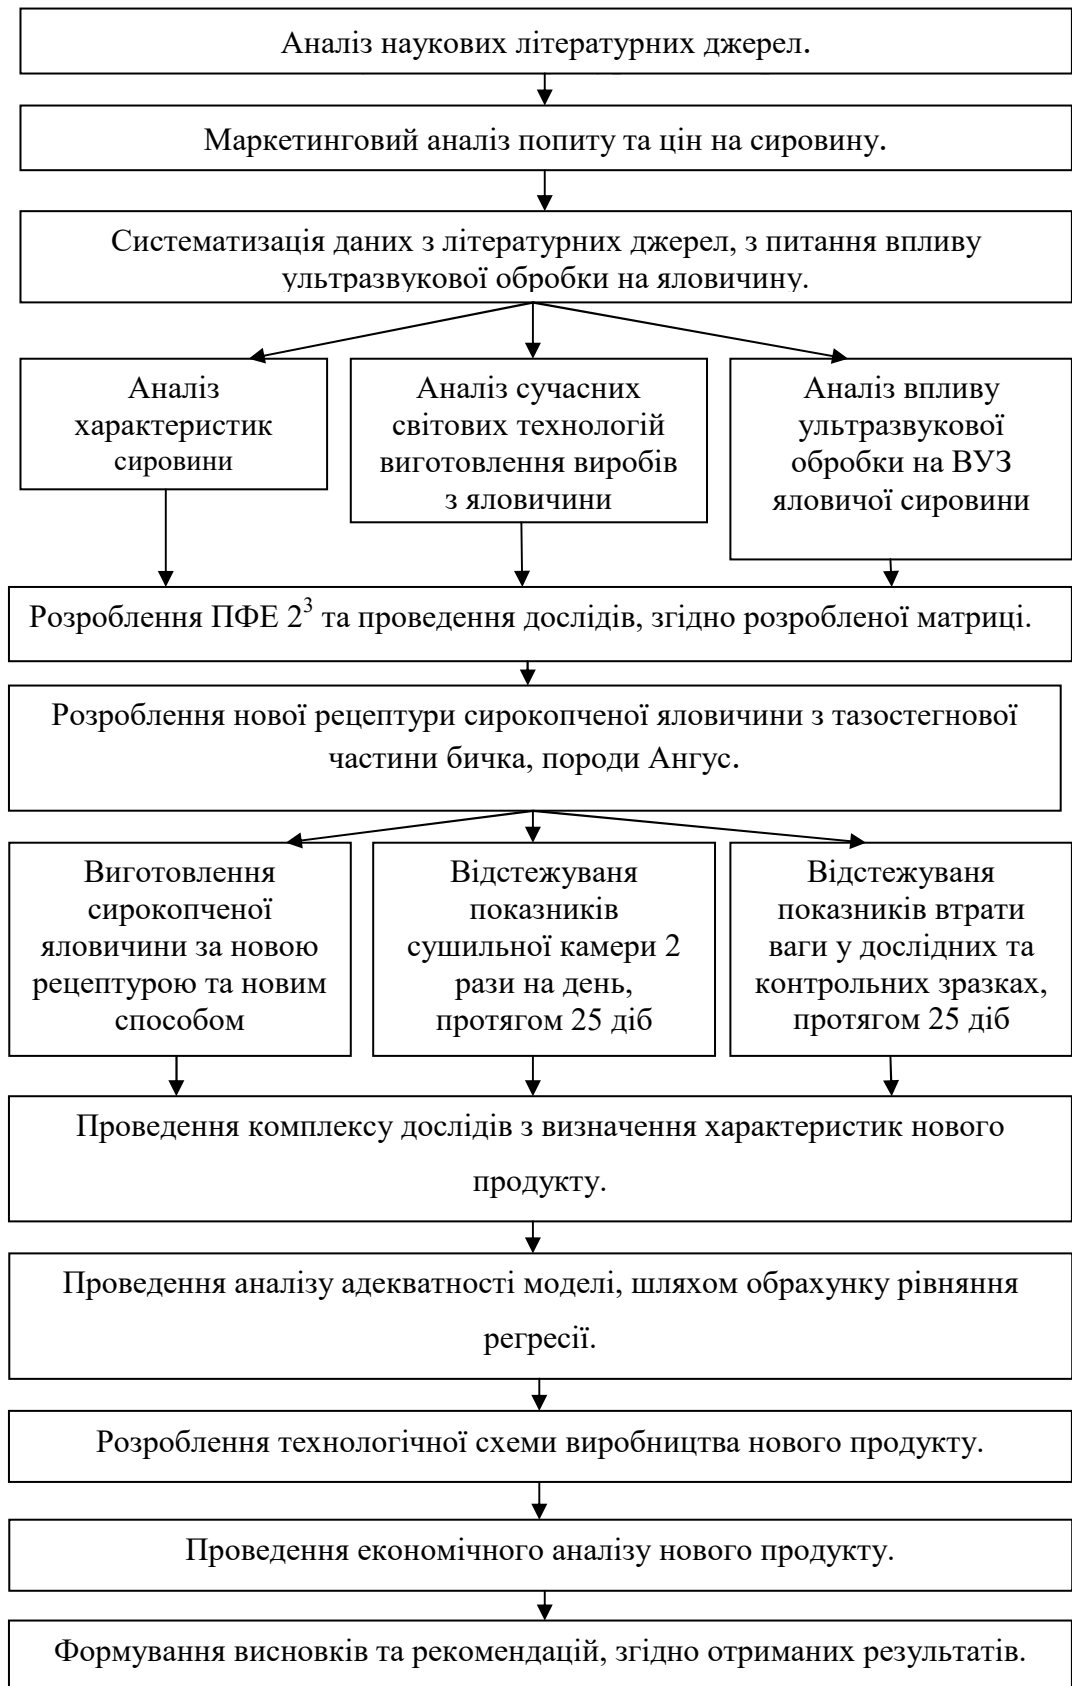 Аналіз наукових літературних джерел.
Маркетинговий аналіз попиту та цін на сировину.
Систематизація даних з літературних джерел, з питання впливу
ультразвукової обробки на яловичину.
Аналіз
характеристик
сировини
Аналіз сучасних
світових технологій
виготовлення виробів
з яловичини
Аналіз впливу
ультразвукової
обробки на ВУЗ
яловичої сировини
Розроблення ПФЕ 2³ та проведення дослідів, згідно розробленої матриці.
Розроблення нової рецептури сирокопченої яловичини з тазостегнової
частини бичка, породи Ангус.
Виготовлення
сирокопченої
яловичини за новою
рецептурою та новим
способом
Відстежуваня
показників
сушильної камери 2
рази на день,
протягом 25 діб
Відстежуваня
показників втрати
ваги у дослідних та
контрольних зразках,
протягом 25 діб
Проведення комплексу дослідів з визначення характеристик нового
продукту.
Проведення аналізу адекватності моделі, шляхом обрахунку рівняння
регресії.
Розроблення технологічної схеми виробництва нового продукту.
Проведення економічного аналізу нового продукту.
Формування висновків та рекомендацій, згідно отриманих результатів.